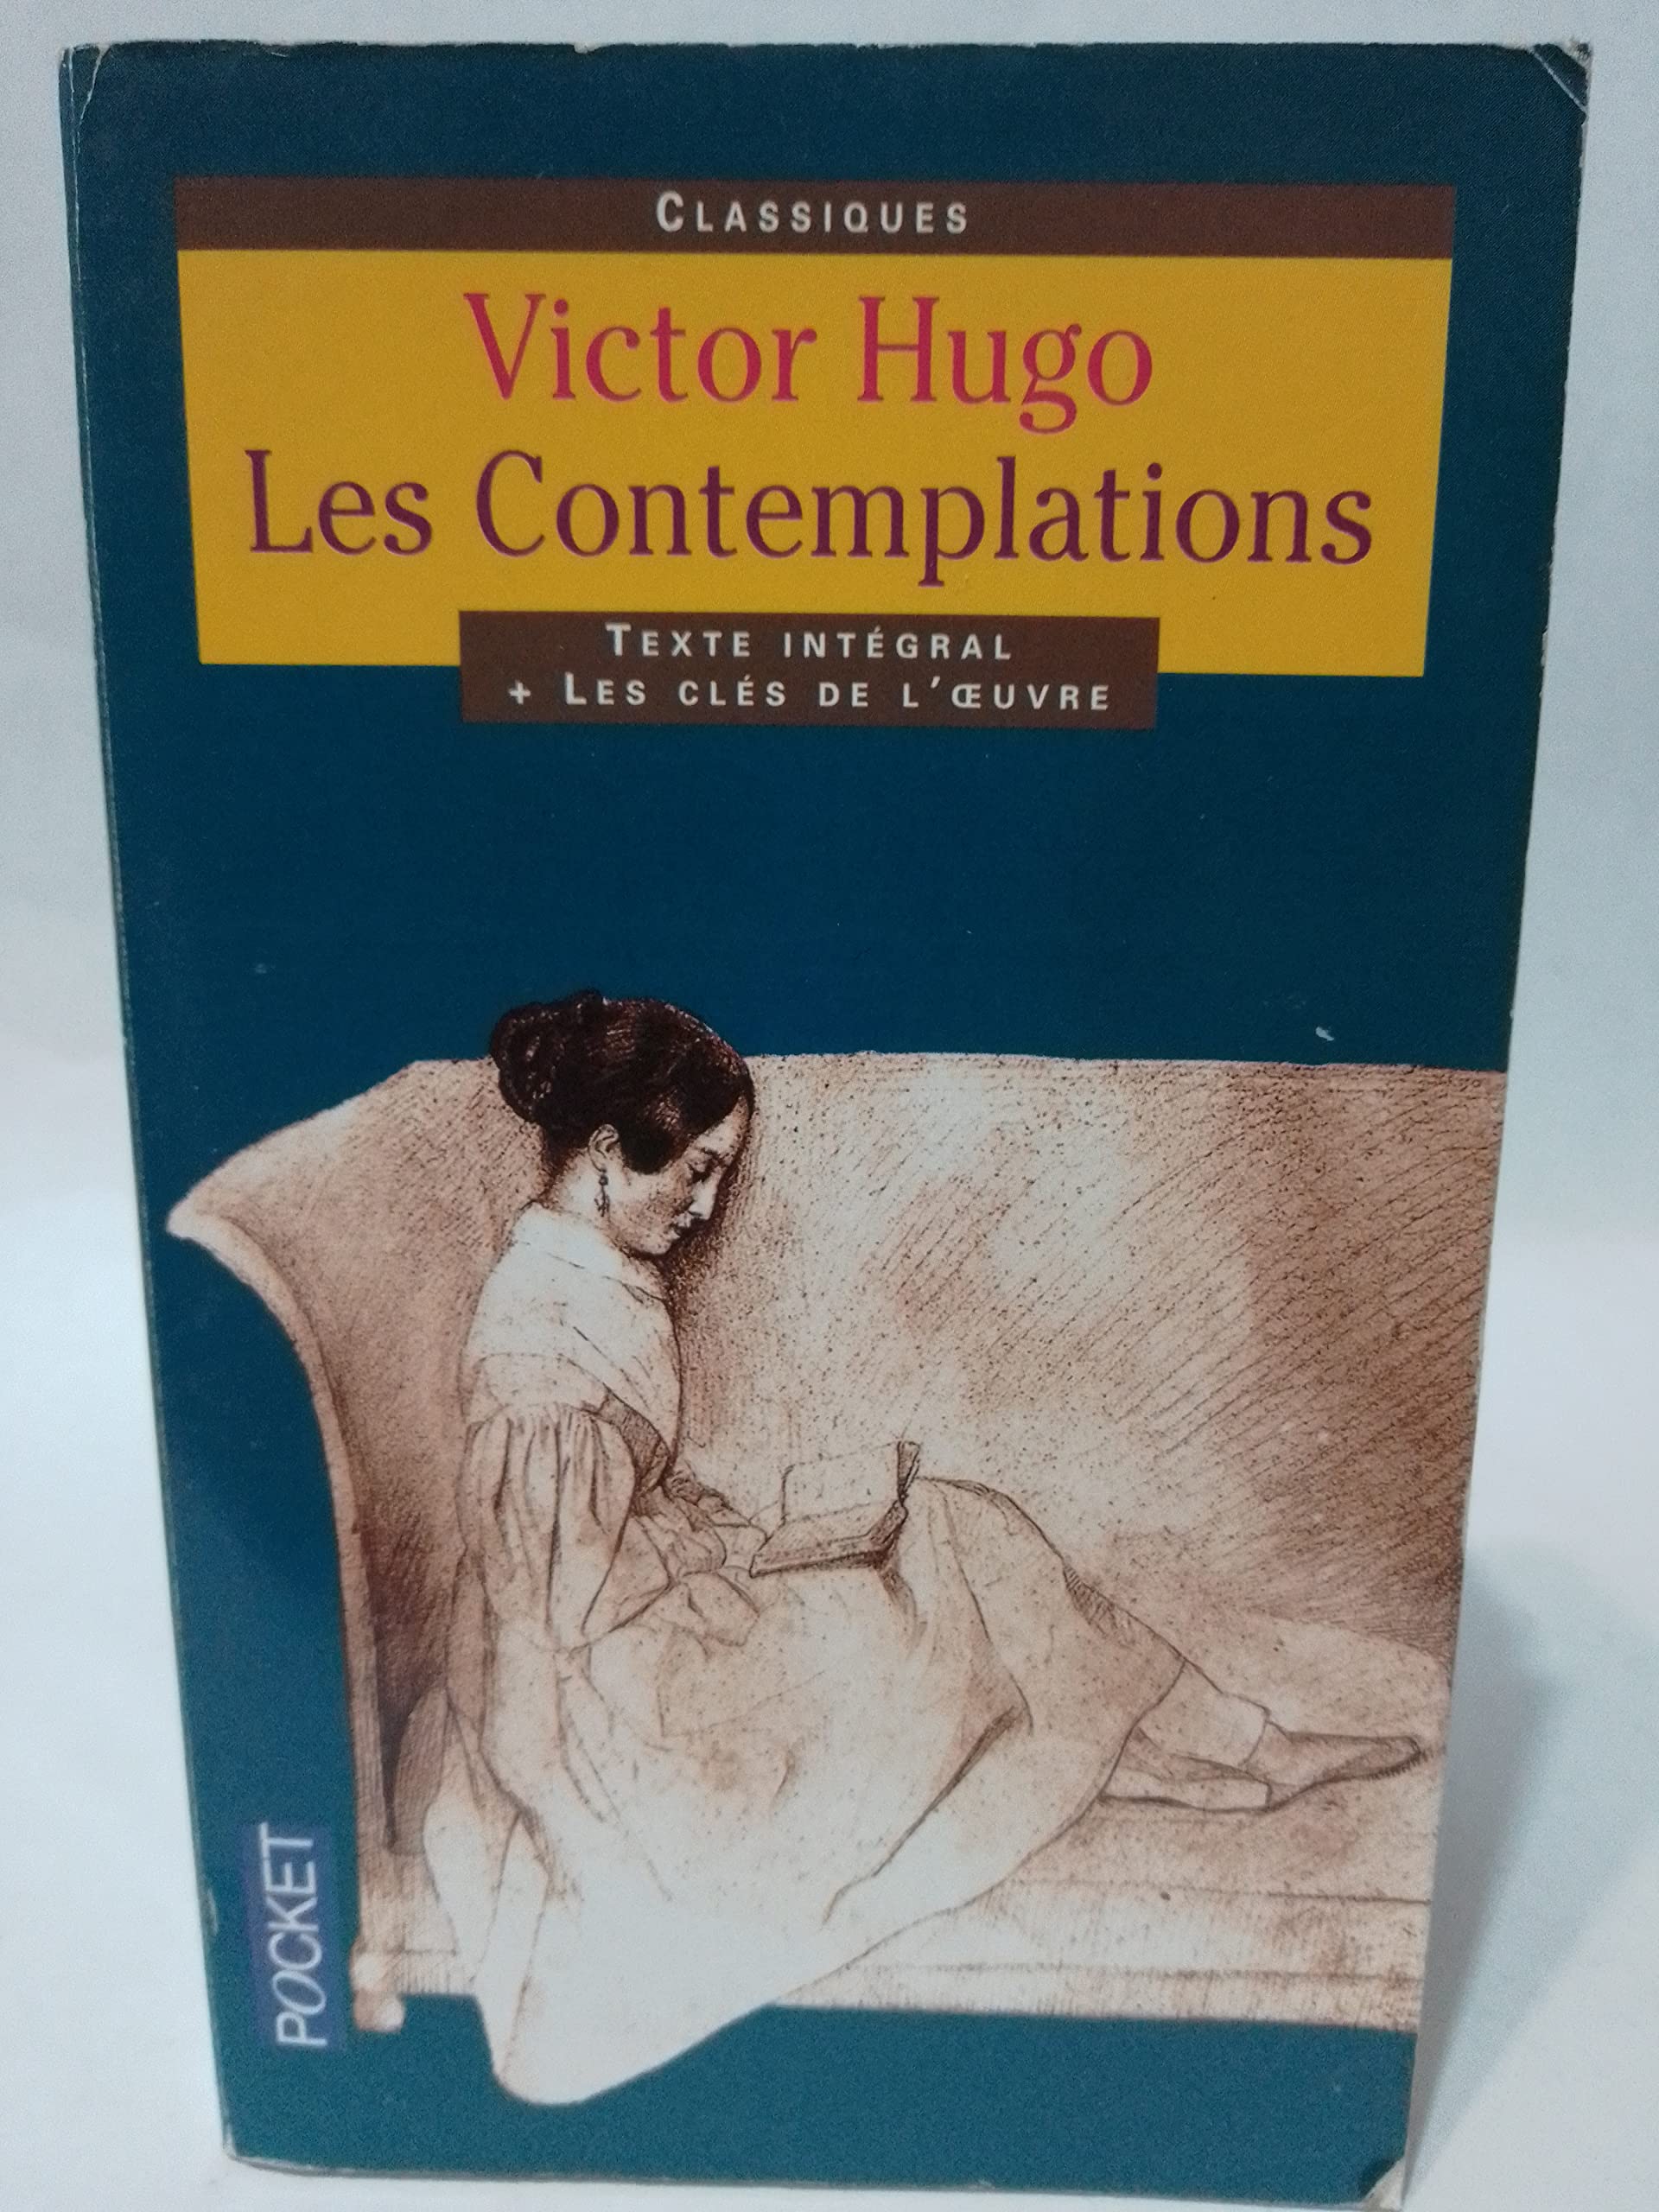 CLASSIQUES
Victor Hugo
Les Contemplations
TEXTE INTÉGRAL
+ LES CLÉS DE L'ŒUVRE
POCKET